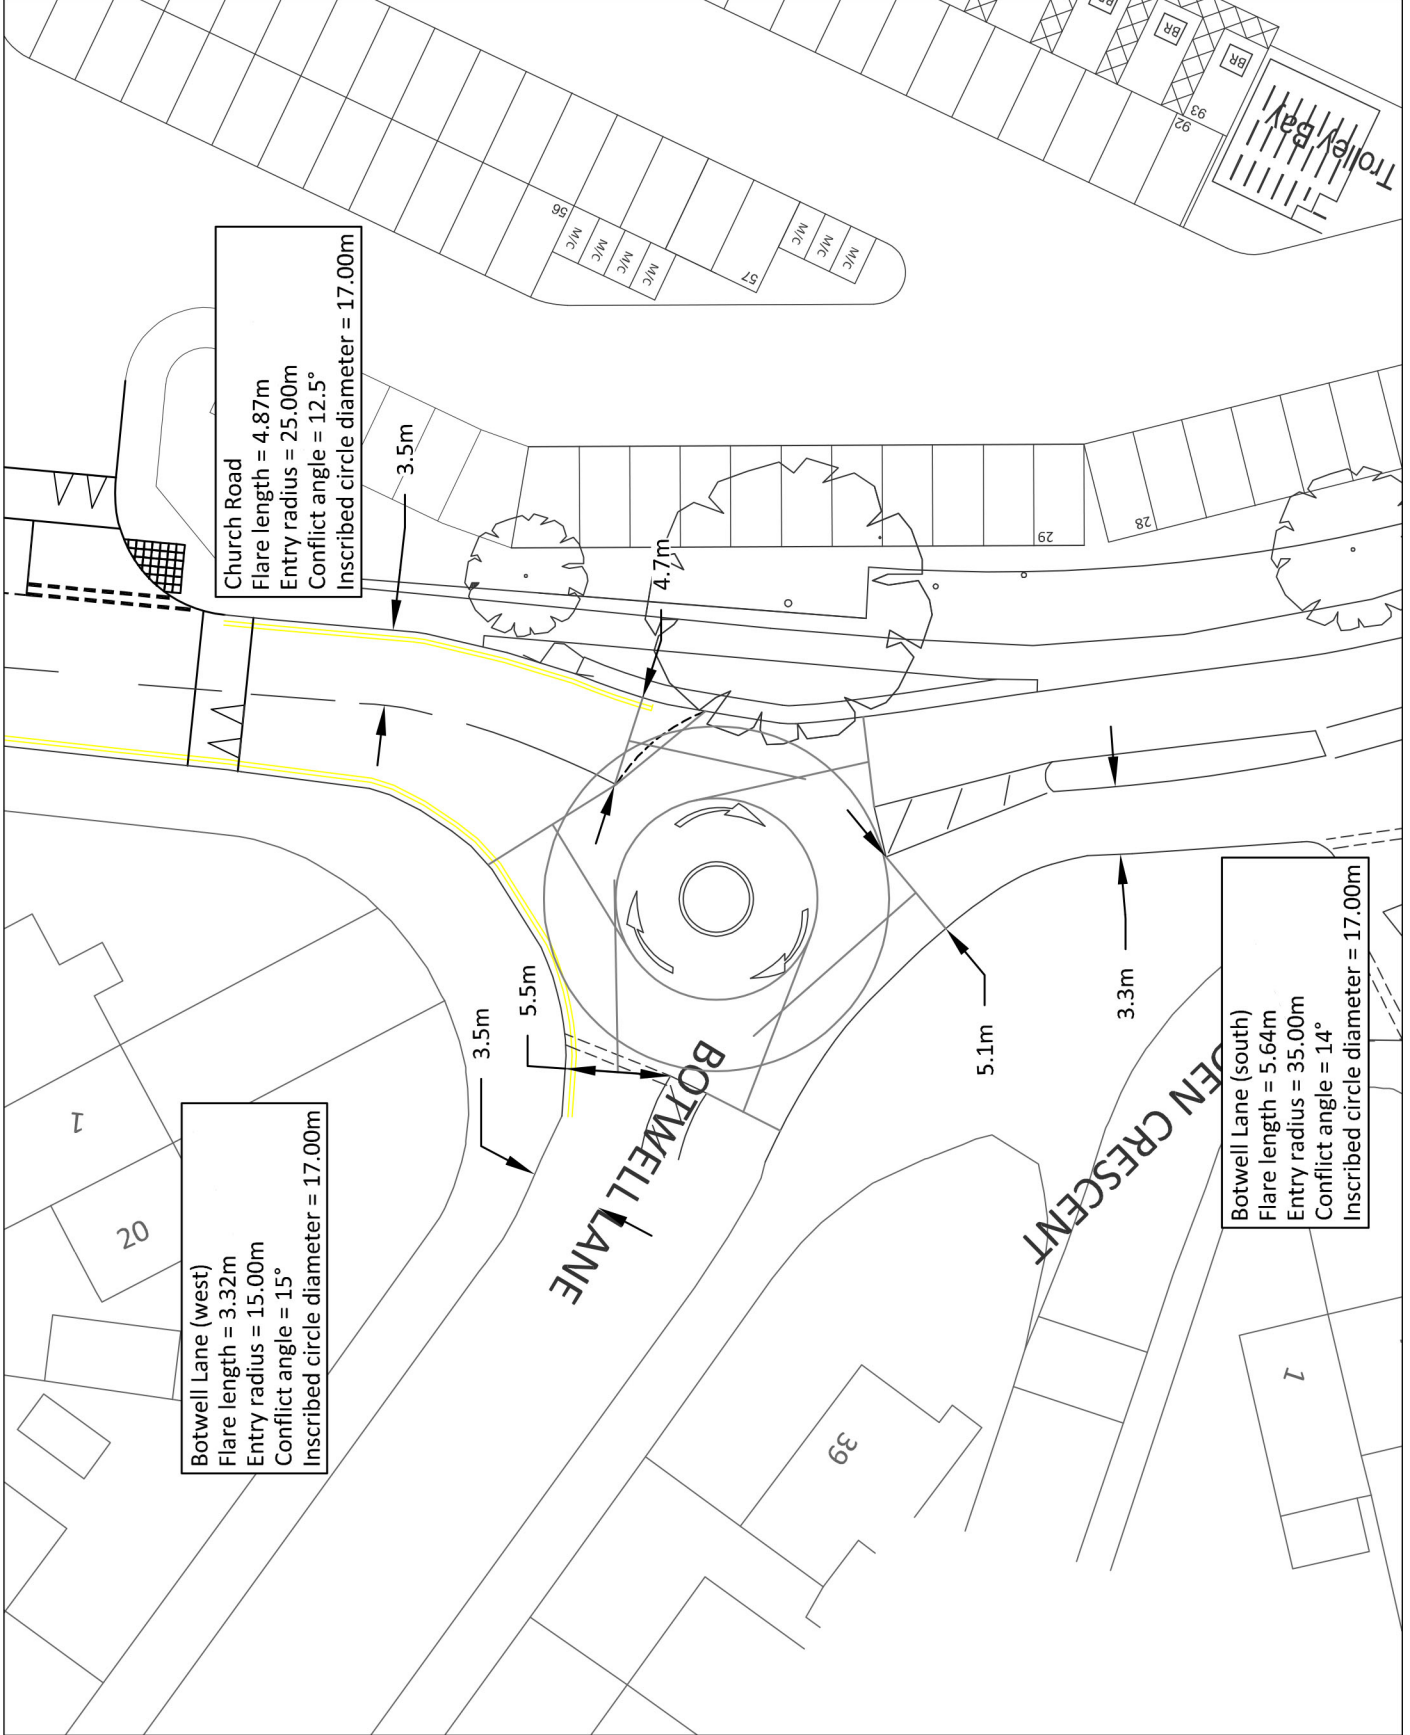 Church Road
Flare length = 4.87m
Entry radius = 25.00m
Conflict angle = 12.5°
Inscribed circle diameter = 17.00m
Botwell Lane (west)
Flare length = 3.32m
Entry radius = 15.00m
Conflict angle = 15°
Inscribed circle diameter = 17.00m
Botwell Lane (south)
Flare length = 5.64m
Entry radius = 35.00m
Conflict angle = 14°
Inscribed circle diameter = 17.00m
3.5m
4.7m
3.5m
5.5m
5.1m
3.3m
BOTWELL LANE
DEN CRESCENT
Trolley Bay
BR
BR
BR
93
92
56
M/C
M/C
M/C
M/C
57
M/C
M/C
M/C
29
28
1
20
39
1